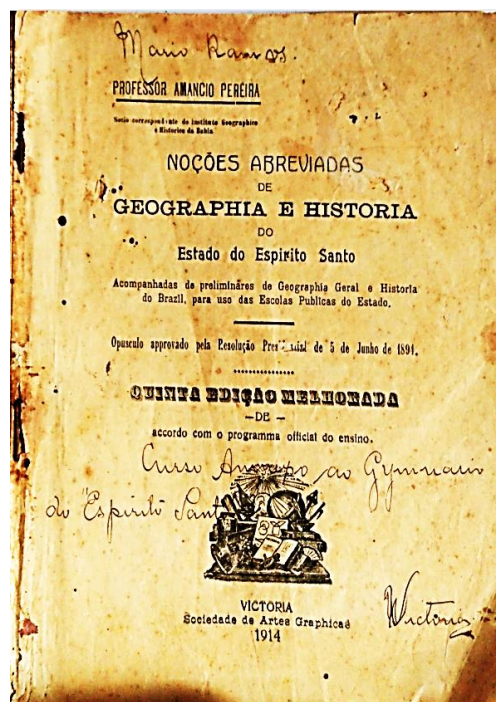 Mario Ramos.
PROFESSOR AMANCIO PEREIRA
Socio correspondente do Instituto Geographico
e Historico da Bahia
NOÇÕES ABREVIADAS
DE
GEOGRAPHIA E HISTORIA
DO
Estado do Espirito Santo
Acompanhadas de preliminares de Geographia Geral e Historia
do Brazil, para uso das Escolas Publicas do Estado.
Opusculo approvado pela Resolução Presidencial de 5 de Junho de 1891.
QUINTA EDIÇÃO MELHORADA
—DE—
accordo com o programma official do ensino.
Curso Annexo ao Gymnasio
do Espirito Santo
VICTORIA
Sociedade de Artes Graphicas
1914
Victoria